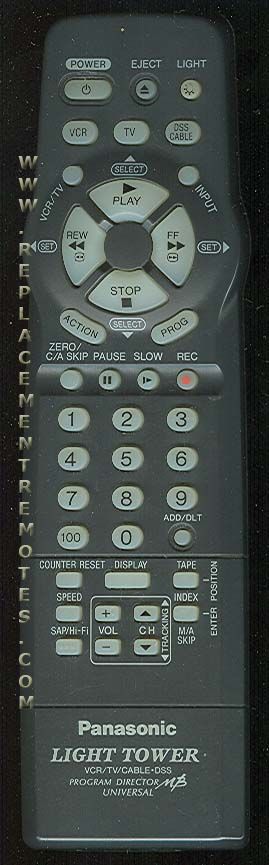 POWER EJECT LIGHT
VCR TV DSS CABLE
SELECT
VCR/TV INPUT
PLAY
REW FF
SET SET
STOP
ACTION SELECT PROG
ZERO/
C/A SKIP PAUSE SLOW REC
1 2 3
4 5 6
7 8 9
ADD/DLT
100 0
COUNTER RESET DISPLAY TAPE
POSITION
SPEED INDEX
+ ENTER
SAP/Hi-Fi VOL CH M/A
SKIP
TRACKING
−
Panasonic
LIGHT TOWER
VCR/TV/CABLE•DSS
PROGRAM DIRECTOR
UNIVERSAL
WWW.REPLACEMENTREMOTES.COM